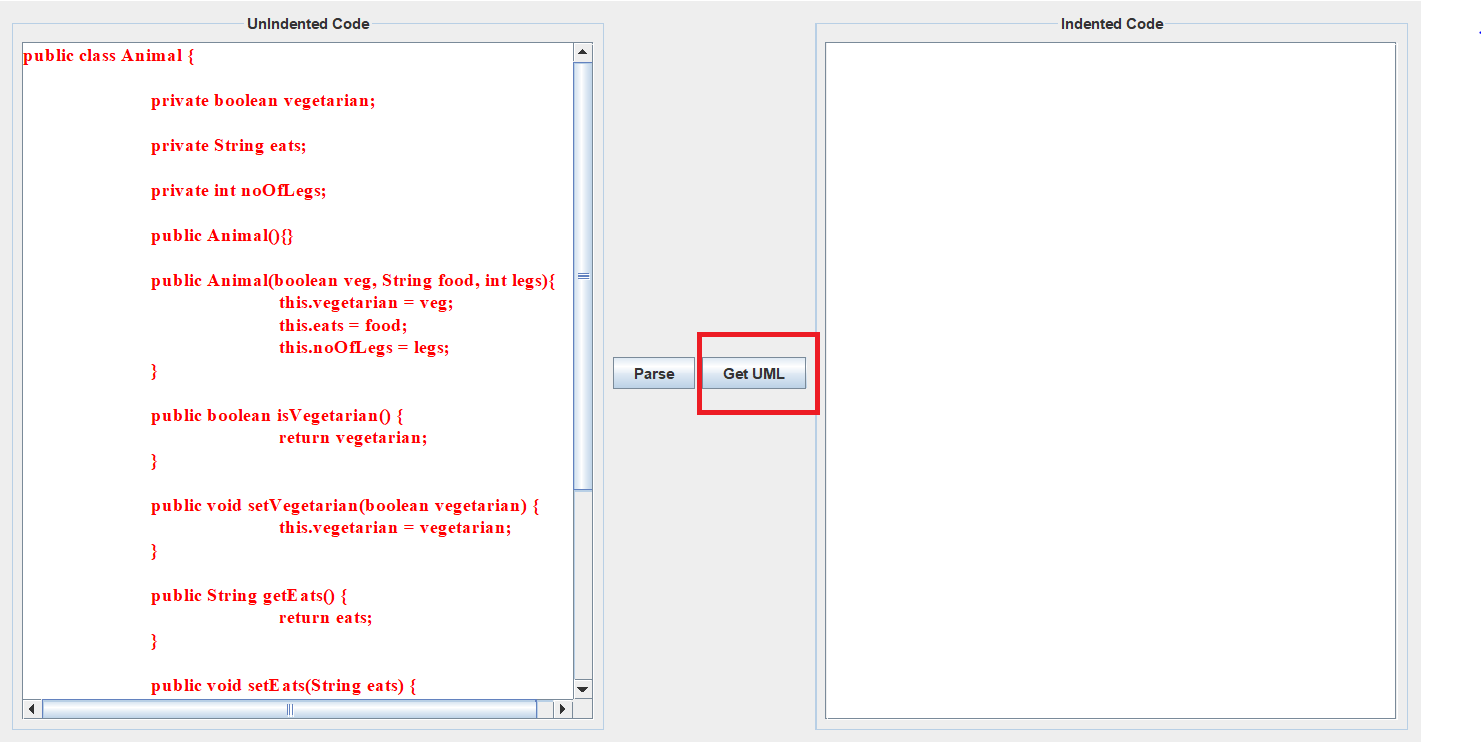 UnIndented Code
public class Animal {
private boolean vegetarian;
private String eats;
private int noOfLegs;
public Animal(){}
public Animal(boolean veg, String food, int legs){
this.vegetarian = veg;
this.eats = food;
this.noOfLegs = legs;
}
public boolean isVegetarian() {
return vegetarian;
}
public void setVegetarian(boolean vegetarian) {
this.vegetarian = vegetarian;
}
public String getEats() {
return eats;
}
public void setEats(String eats) {
Parse
Get UML
Indented Code